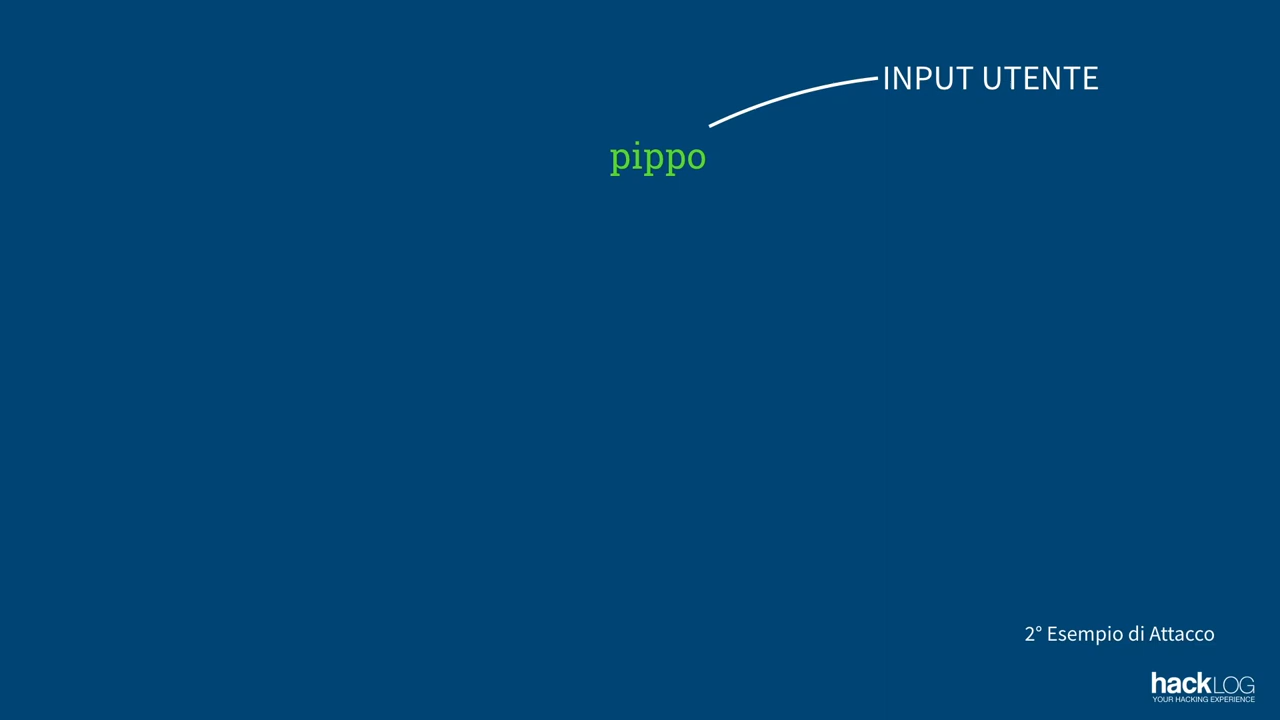 INPUT UTENTE
pippo
2° Esempio di Attacco
hackLOG
YOUR HACKING EXPERIENCE